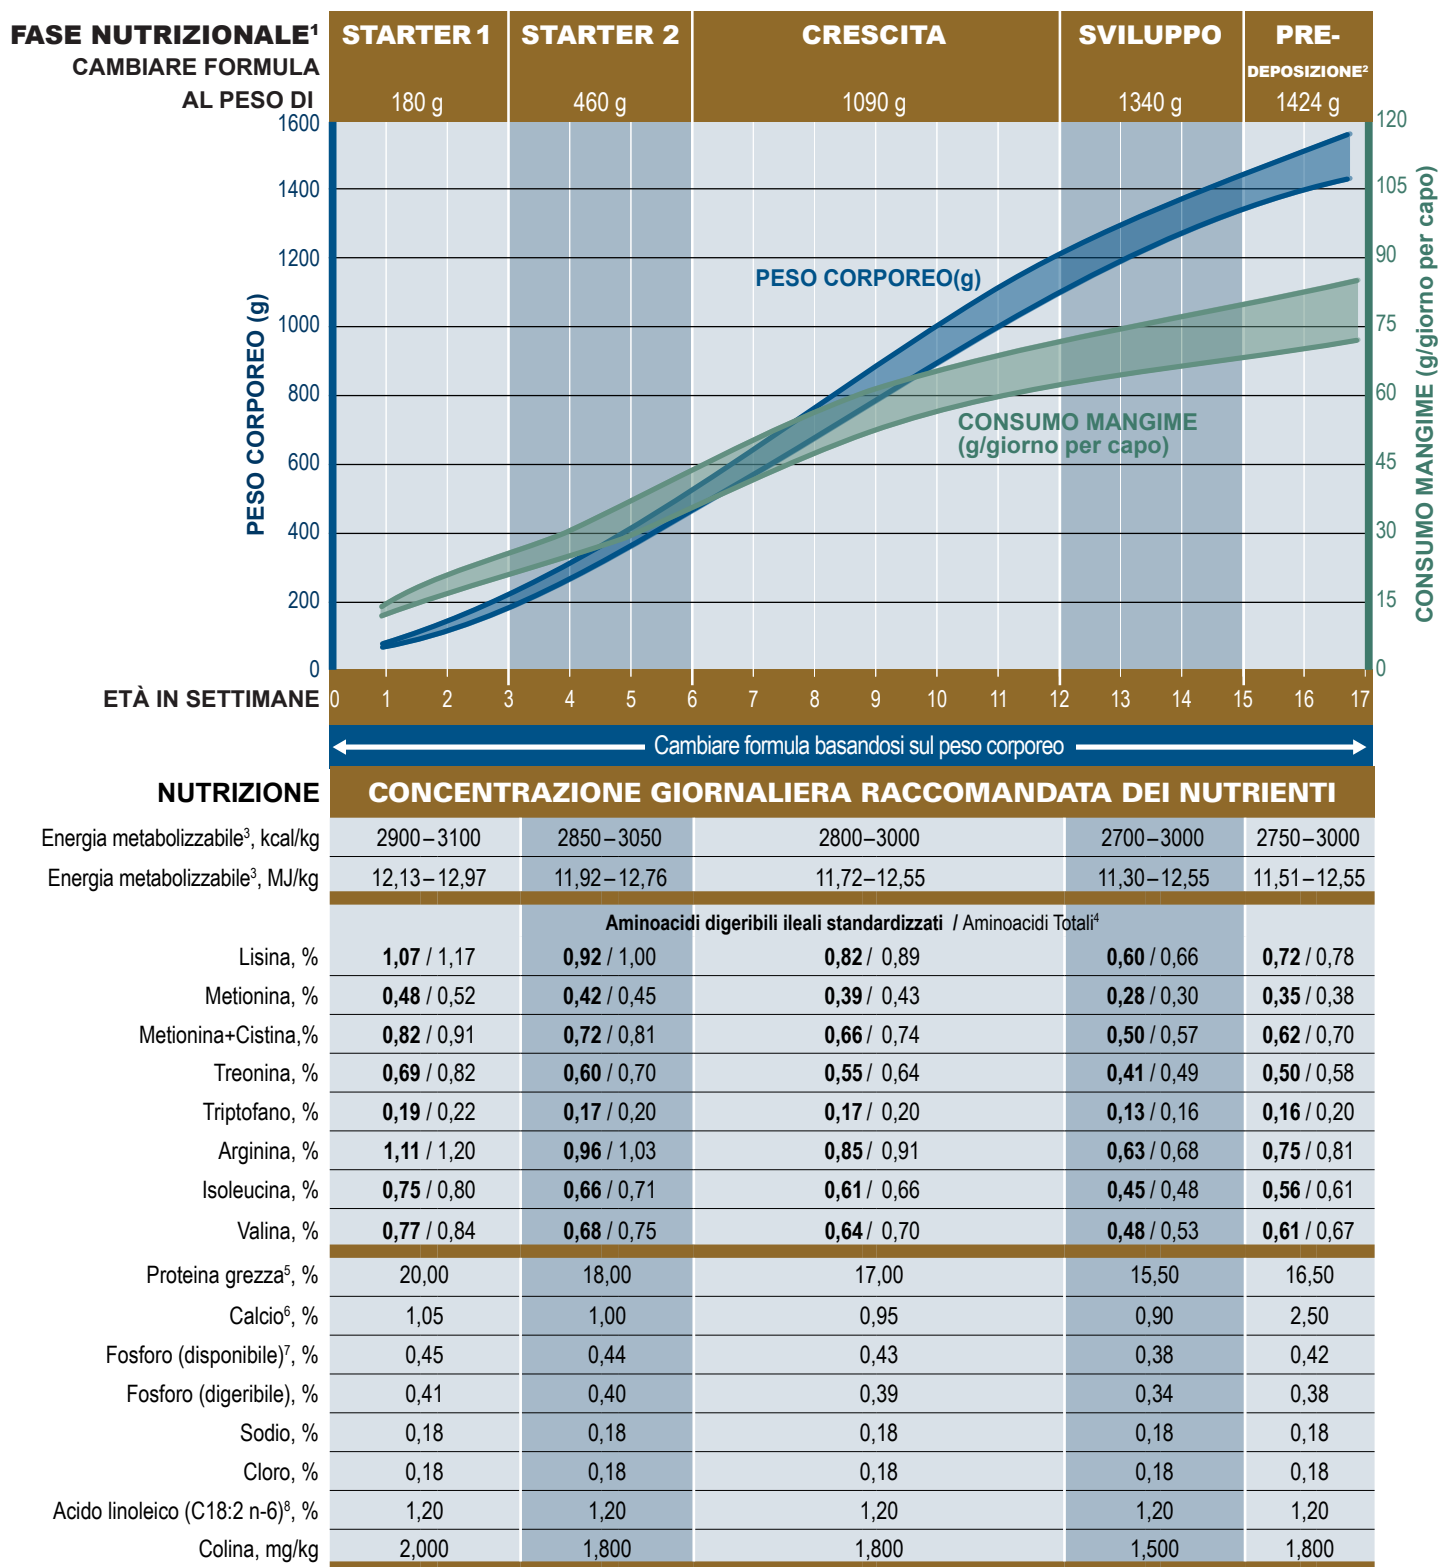 FASE NUTRIZIONALE¹ STARTER 1 STARTER 2 CRESCITA SVILUPPO PRE-
CAMBIARE FORMULA DEPOSIZIONE²
AL PESO DI 180 g 460 g 1090 g 1340 g 1424 g
1600 120
1400 105
1200 90
1000 75
800 60
600 45
400 30
200 15
0 0
PESO CORPOREO (g)
PESO CORPOREO(g)
CONSUMO MANGIME
(g/giorno per capo)
CONSUMO MANGIME (g/giorno per capo)
ETÀ IN SETTIMANE 0 1 2 3 4 5 6 7 8 9 10 11 12 13 14 15 16 17
Cambiare formula basandosi sul peso corporeo
NUTRIZIONE CONCENTRAZIONE GIORNALIERA RACCOMANDATA DEI NUTRIENTI
Energia metabolizzabile³, kcal/kg 2900–3100 2850–3050 2800–3000 2700–3000 2750–3000
Energia metabolizzabile³, MJ/kg 12,13–12,97 11,92–12,76 11,72–12,55 11,30–12,55 11,51–12,55
Aminoacidi digeribili ileali standardizzati / Aminoacidi Totali⁴
Lisina, % 1,07 / 1,17 0,92 / 1,00 0,82 / 0,89 0,60 / 0,66 0,72 / 0,78
Metionina, % 0,48 / 0,52 0,42 / 0,45 0,39 / 0,43 0,28 / 0,30 0,35 / 0,38
Metionina+Cistina,% 0,82 / 0,91 0,72 / 0,81 0,66 / 0,74 0,50 / 0,57 0,62 / 0,70
Treonina, % 0,69 / 0,82 0,60 / 0,70 0,55 / 0,64 0,41 / 0,49 0,50 / 0,58
Triptofano, % 0,19 / 0,22 0,17 / 0,20 0,17 / 0,20 0,13 / 0,16 0,16 / 0,20
Arginina, % 1,11 / 1,20 0,96 / 1,03 0,85 / 0,91 0,63 / 0,68 0,75 / 0,81
Isoleucina, % 0,75 / 0,80 0,66 / 0,71 0,61 / 0,66 0,45 / 0,48 0,56 / 0,61
Valina, % 0,77 / 0,84 0,68 / 0,75 0,64 / 0,70 0,48 / 0,53 0,61 / 0,67
Proteina grezza⁵, % 20,00 18,00 17,00 15,50 16,50
Calcio⁶, % 1,05 1,00 0,95 0,90 2,50
Fosforo (disponibile)⁷, % 0,45 0,44 0,43 0,38 0,42
Fosforo (digeribile), % 0,41 0,40 0,39 0,34 0,38
Sodio, % 0,18 0,18 0,18 0,18 0,18
Cloro, % 0,18 0,18 0,18 0,18 0,18
Acido linoleico (C18:2 n-6)⁸, % 1,20 1,20 1,20 1,20 1,20
Colina, mg/kg 2,000 1,800 1,800 1,500 1,800